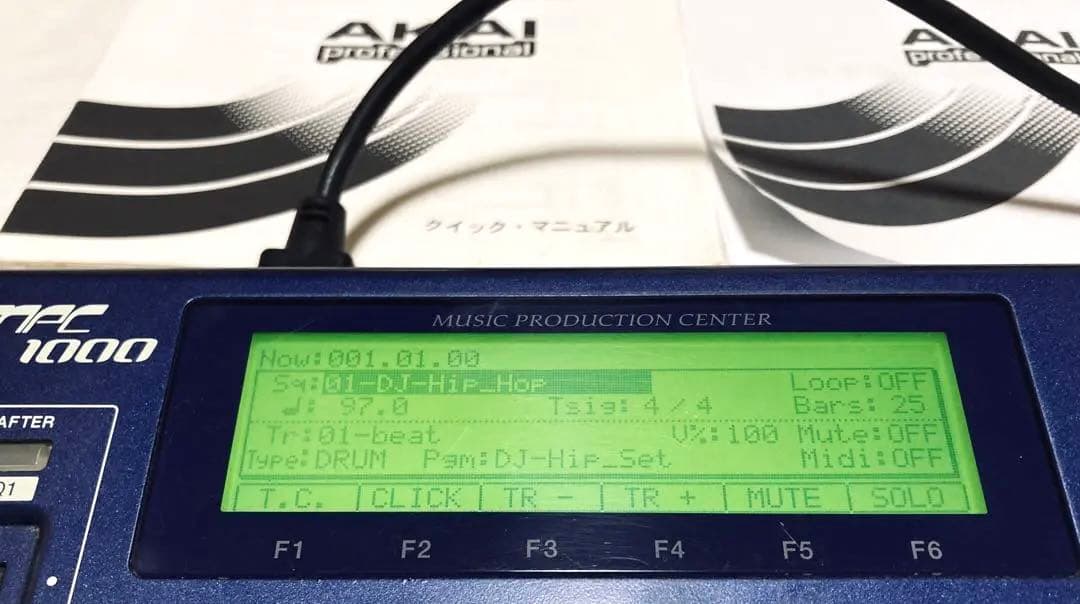 AKAI
professional
AKAI
professional
クイック・マニュアル
MPC
1000
MUSIC PRODUCTION CENTER
Now:001.01.00
Sq:01-DJ-Hip_Hop Loop:OFF
♩: 97.0 Tsig: 4/4 Bars: 25
Tr:01-beat V%:100 Mute:OFF
Type:DRUM Pgm:DJ-Hip_Set Midi:OFF
T.C. CLICK TR - TR + MUTE SOLO
F1 F2 F3 F4 F5 F6
AFTER
Q1